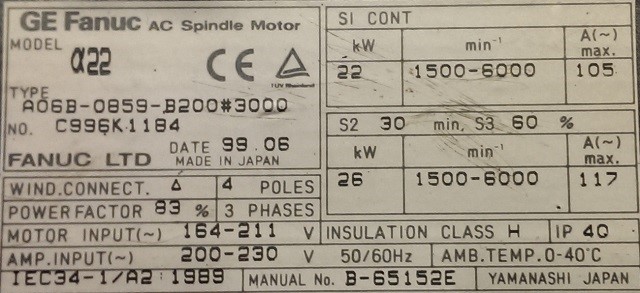 GE Fanuc AC Spindle Motor
MODEL α22
CE TÜV Rheinland
TYPE
A06B-0859-B200#3000
NO. C996K1184
DATE 99.06
FANUC LTD MADE IN JAPAN
S1 CONT
kW min⁻¹ A(~) max.
22 1500-6000 105
S2 30 min, S3 60 %
kW min⁻¹ A(~) max.
26 1500-6000 117
WIND.CONNECT. Δ 4 POLES
POWER FACTOR 83 % 3 PHASES
MOTOR INPUT(~) 164-211 V INSULATION CLASS H IP 40
AMP.INPUT(~) 200-230 V 50/60Hz AMB.TEMP.0-40°C
IEC34-1/A2:1989 MANUAL No. B-65152E YAMANASHI JAPAN